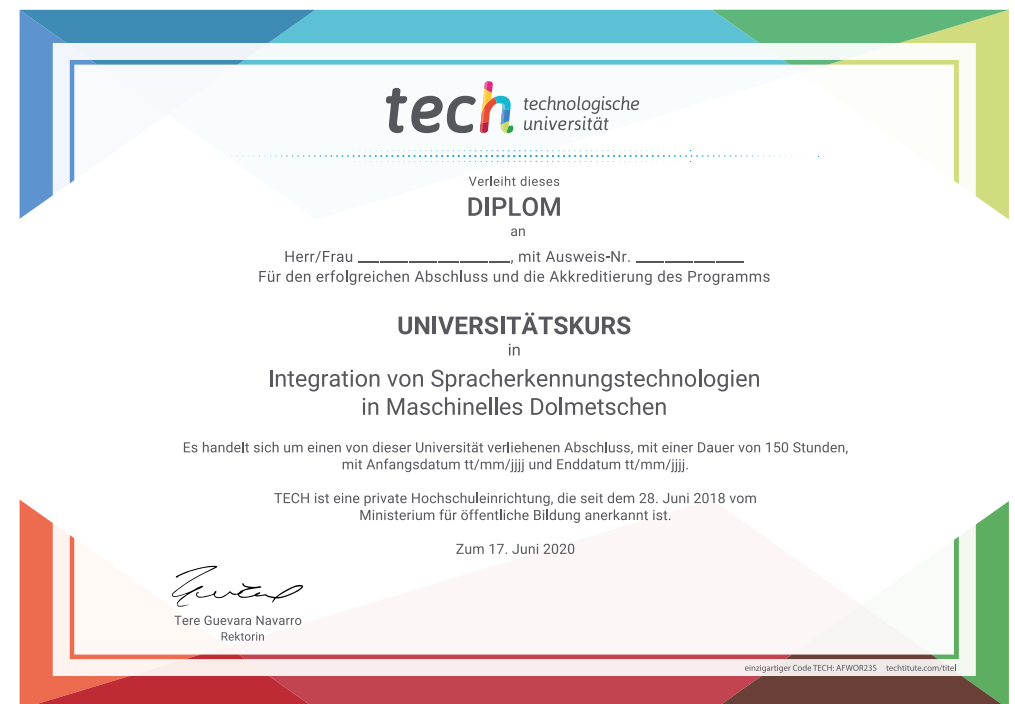 tech technologische
universität
Verleiht dieses
DIPLOM
an
Herr/Frau ________________, mit Ausweis-Nr. ____________
Für den erfolgreichen Abschluss und die Akkreditierung des Programms
UNIVERSITÄTSKURS
in
Integration von Spracherkennungstechnologien
in Maschinelles Dolmetschen
Es handelt sich um einen von dieser Universität verliehenen Abschluss, mit einer Dauer von 150 Stunden,
mit Anfangsdatum tt/mm/jjjj und Enddatum tt/mm/jjjj.
TECH ist eine private Hochschuleinrichtung, die seit dem 28. Juni 2018 vom
Ministerium für öffentliche Bildung anerkannt ist.
Zum 17. Juni 2020
Tere Guevara Navarro
Rektorin
einzigartiger Code TECH: AFWOR23S techtitute.com/titel